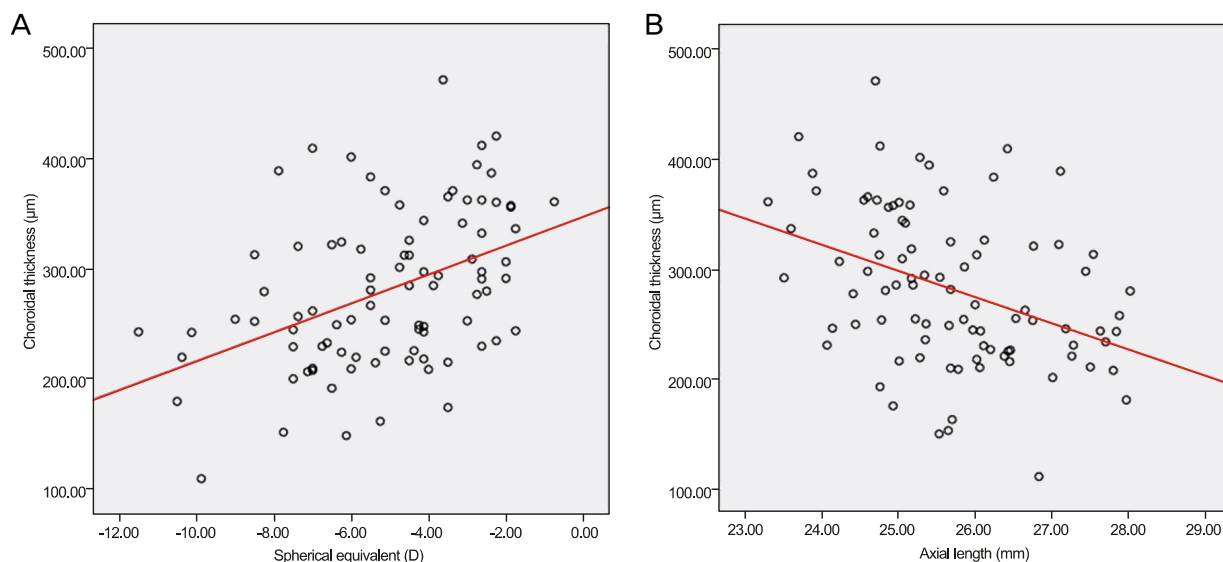 A
500.00
400.00
300.00
200.00
100.00
Choroidal thickness (µm)
-12.00 -10.00 -8.00 -6.00 -4.00 -2.00 0.00
Spherical equivalent (D)
B
500.00
400.00
300.00
200.00
100.00
Choroidal thickness (µm)
23.00 24.00 25.00 26.00 27.00 28.00 29.00
Axial length (mm)